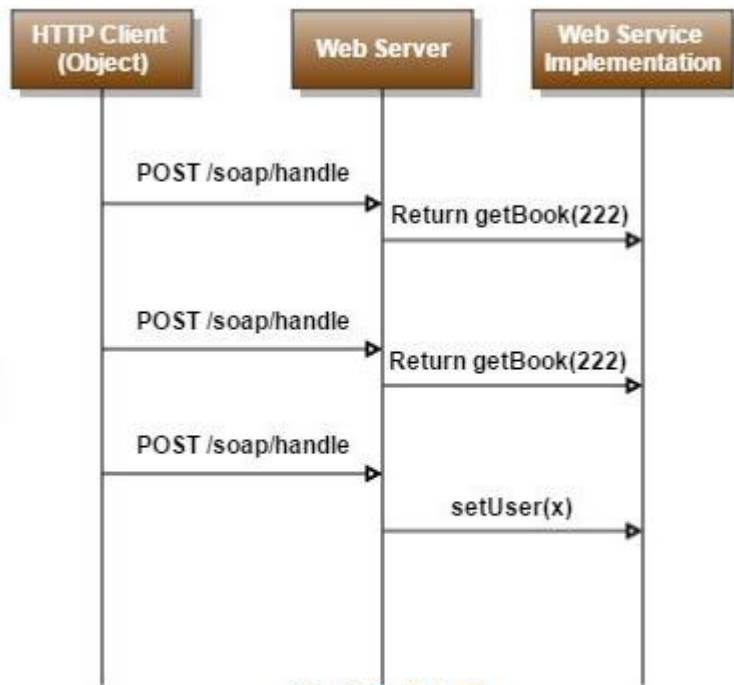 HTTP Client
(Object)
Web Server
Web Service
Implementation
POST /soap/handle
Return getBook(222)
POST /soap/handle
Return getBook(222)
POST /soap/handle
setUser(x)